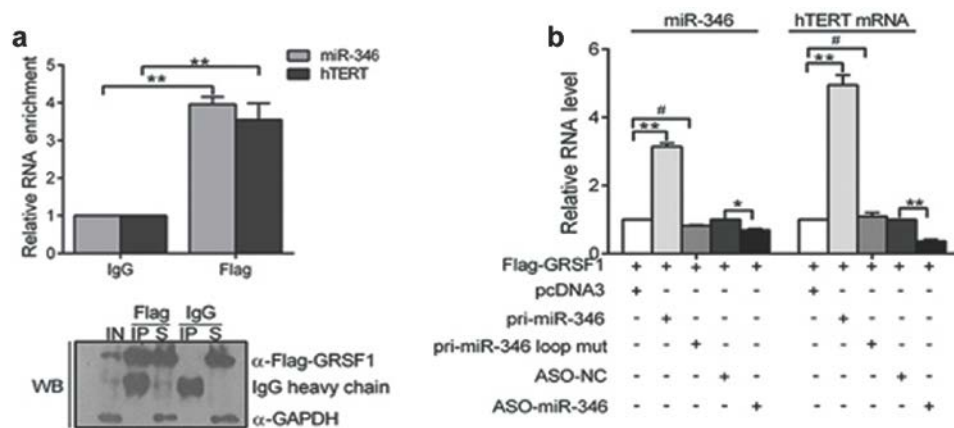 a
miR-346
hTERT
**
**
Relative RNA enrichment
5
4
3
2
1
0
IgG
Flag
Flag IgG
IN IP S IP S
WB
α-Flag-GRSF1
IgG heavy chain
α-GAPDH
b
miR-346
hTERT mRNA
Relative RNA level
6
4
2
0
#
**
*
#
**
**
Flag-GRSF1 + + + + + + + + + +
pcDNA3 + - - - - + - - - -
pri-miR-346 - + - - - - + - - -
pri-miR-346 loop mut - - + - - - - + - -
ASO-NC - - - + - - - - + -
ASO-miR-346 - - - - + - - - - +